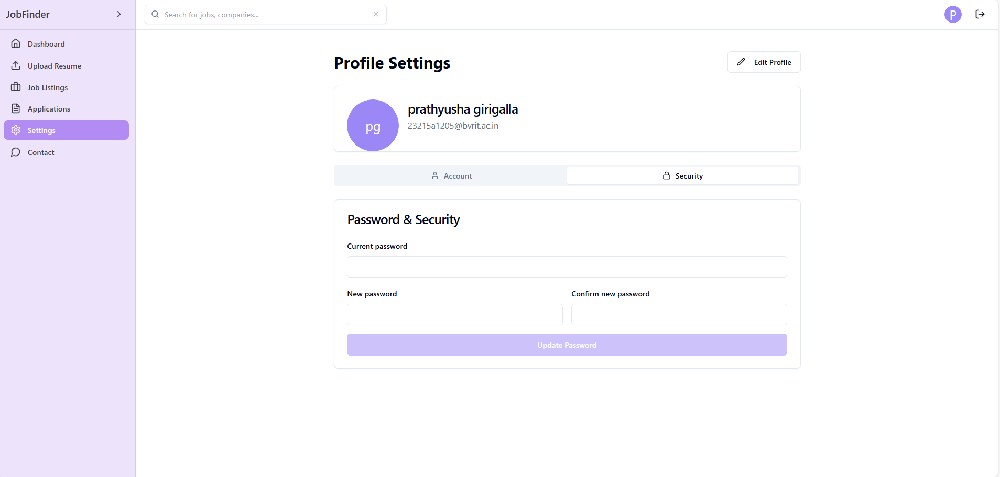 JobFinder
Search for jobs, companies...
P
Dashboard
Upload Resume
Job Listings
Applications
Settings
Contact
Profile Settings
Edit Profile
pg
prathyusha girigalla
23215a1205@bvrit.ac.in
Account
Security
Password & Security
Current password
New password
Confirm new password
Update Password